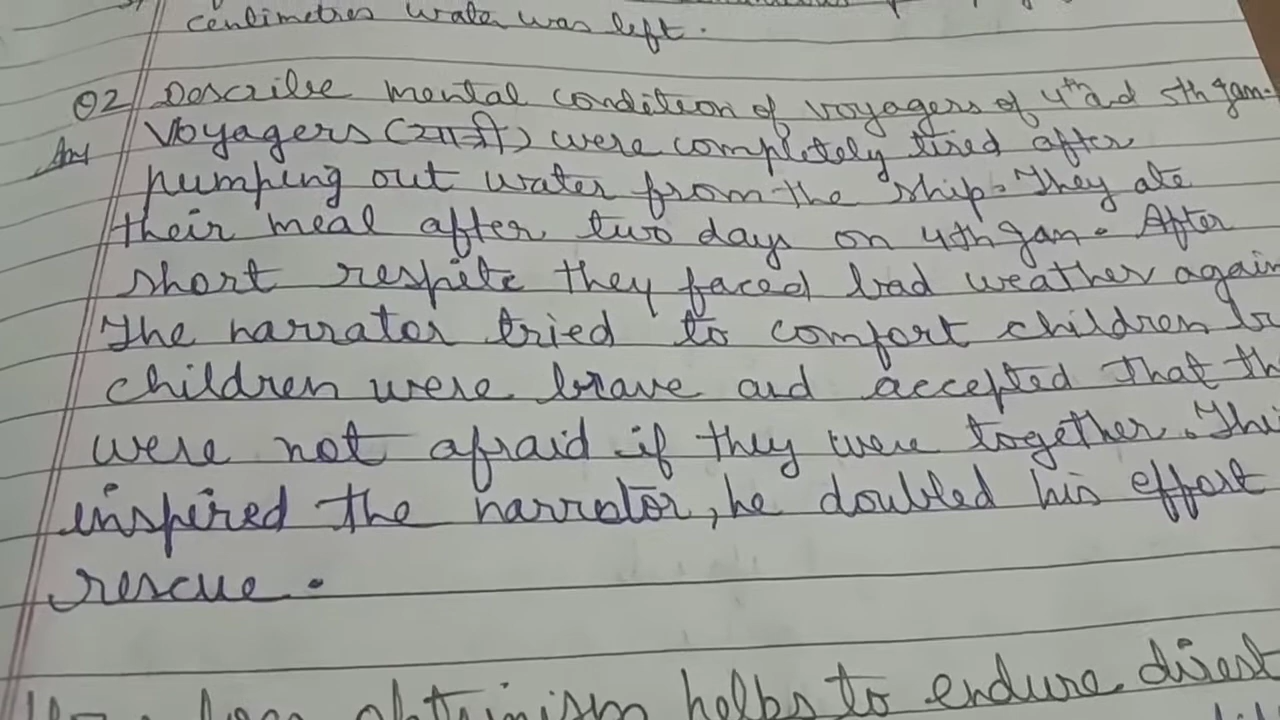 centimetres water was left.
Q2 Describe mental condition of voyagers of 4th and 5th Jan.
Ans Voyagers (यात्री) were completely tired after
pumping out water from the ship. They ate
their meal after two days on 4th Jan. After
short respite they faced bad weather again
The narrator tried to comfort children
children were brave and accepted that
were not afraid if they were together. This
inspired the narrator, he doubled his effort
rescue.
optimism helps to endure